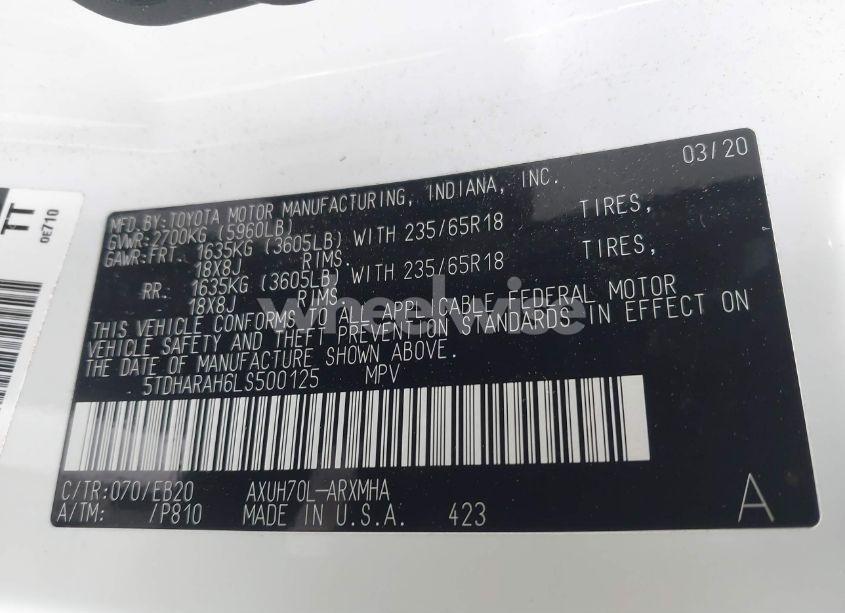 TT
0E710
03/20
MFD.BY:TOYOTA MOTOR MANUFACTURING, INDIANA, INC.
GVWR:2700KG (5960LB)
GAWR:FRT. 1635KG (3605LB) WITH 235/65R18 TIRES,
18X8J RIMS.
RR. 1635KG (3605LB) WITH 235/65R18 TIRES,
18X8J RIMS
THIS VEHICLE CONFORMS TO ALL APPLICABLE FEDERAL MOTOR
VEHICLE SAFETY AND THEFT PREVENTION STANDARDS IN EFFECT ON
THE DATE OF MANUFACTURE SHOWN ABOVE.
5TDHARAH6LS500125 MPV
C/TR:070/EB20 AXUH70L-ARXMHA
A/TM: /P810 MADE IN U.S.A. 423
A
wheelwise